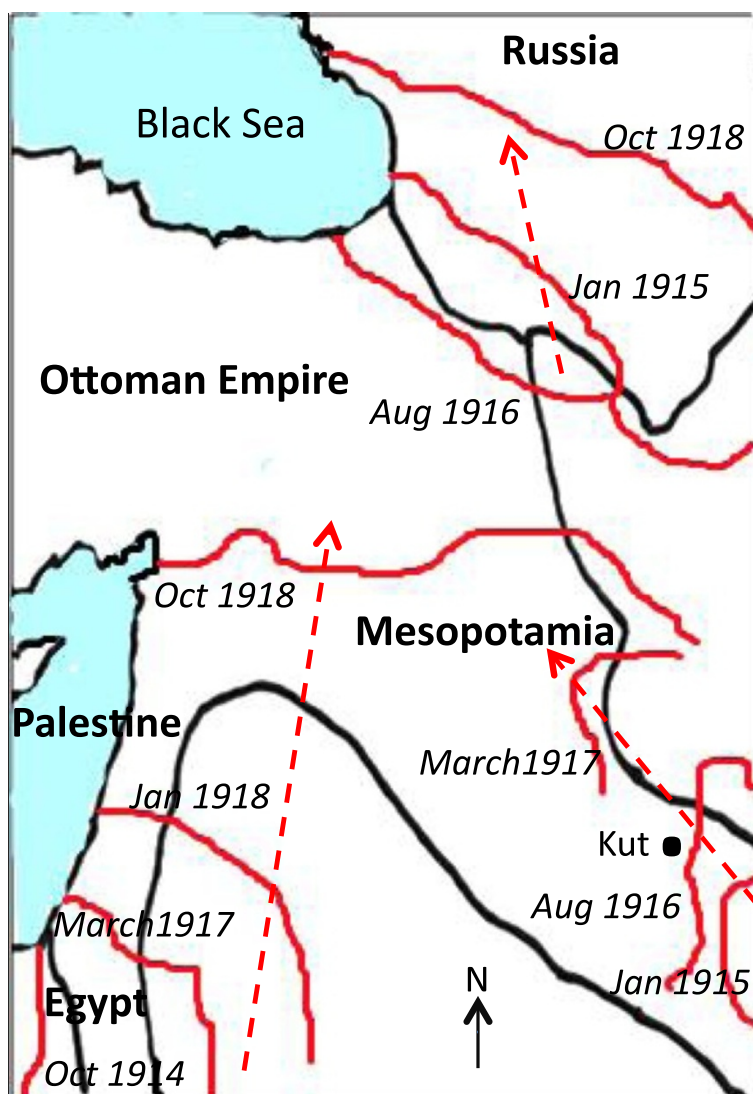 Russia
Black Sea
Oct 1918
Jan 1915
Ottoman Empire
Aug 1916
Oct 1918
Mesopotamia
Palestine
March1917
Jan 1918
Kut
Aug 1916
March1917
Jan 1915
N
Egypt
Oct 1914